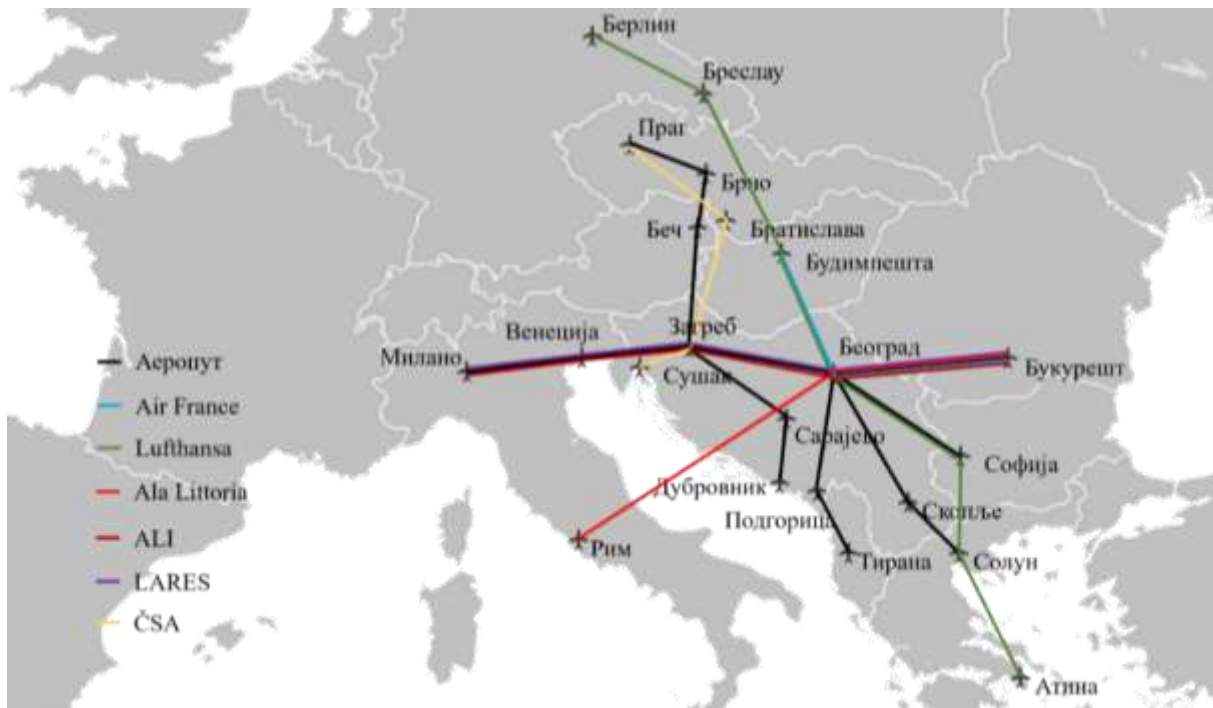 Берлин
Бреслау
Праг
Брно
Беч
Братислава
Будимпешта
Загреб
Венеција
Милано
Београд
Букурешт
Сушак
Аеропут
Air France
Lufthansa
Ala Littoria
ALI
LARES
ČSA
Сарајево
Софија
Дубровник
Подгорица
Скопље
Рим
Тирана
Солун
Атина